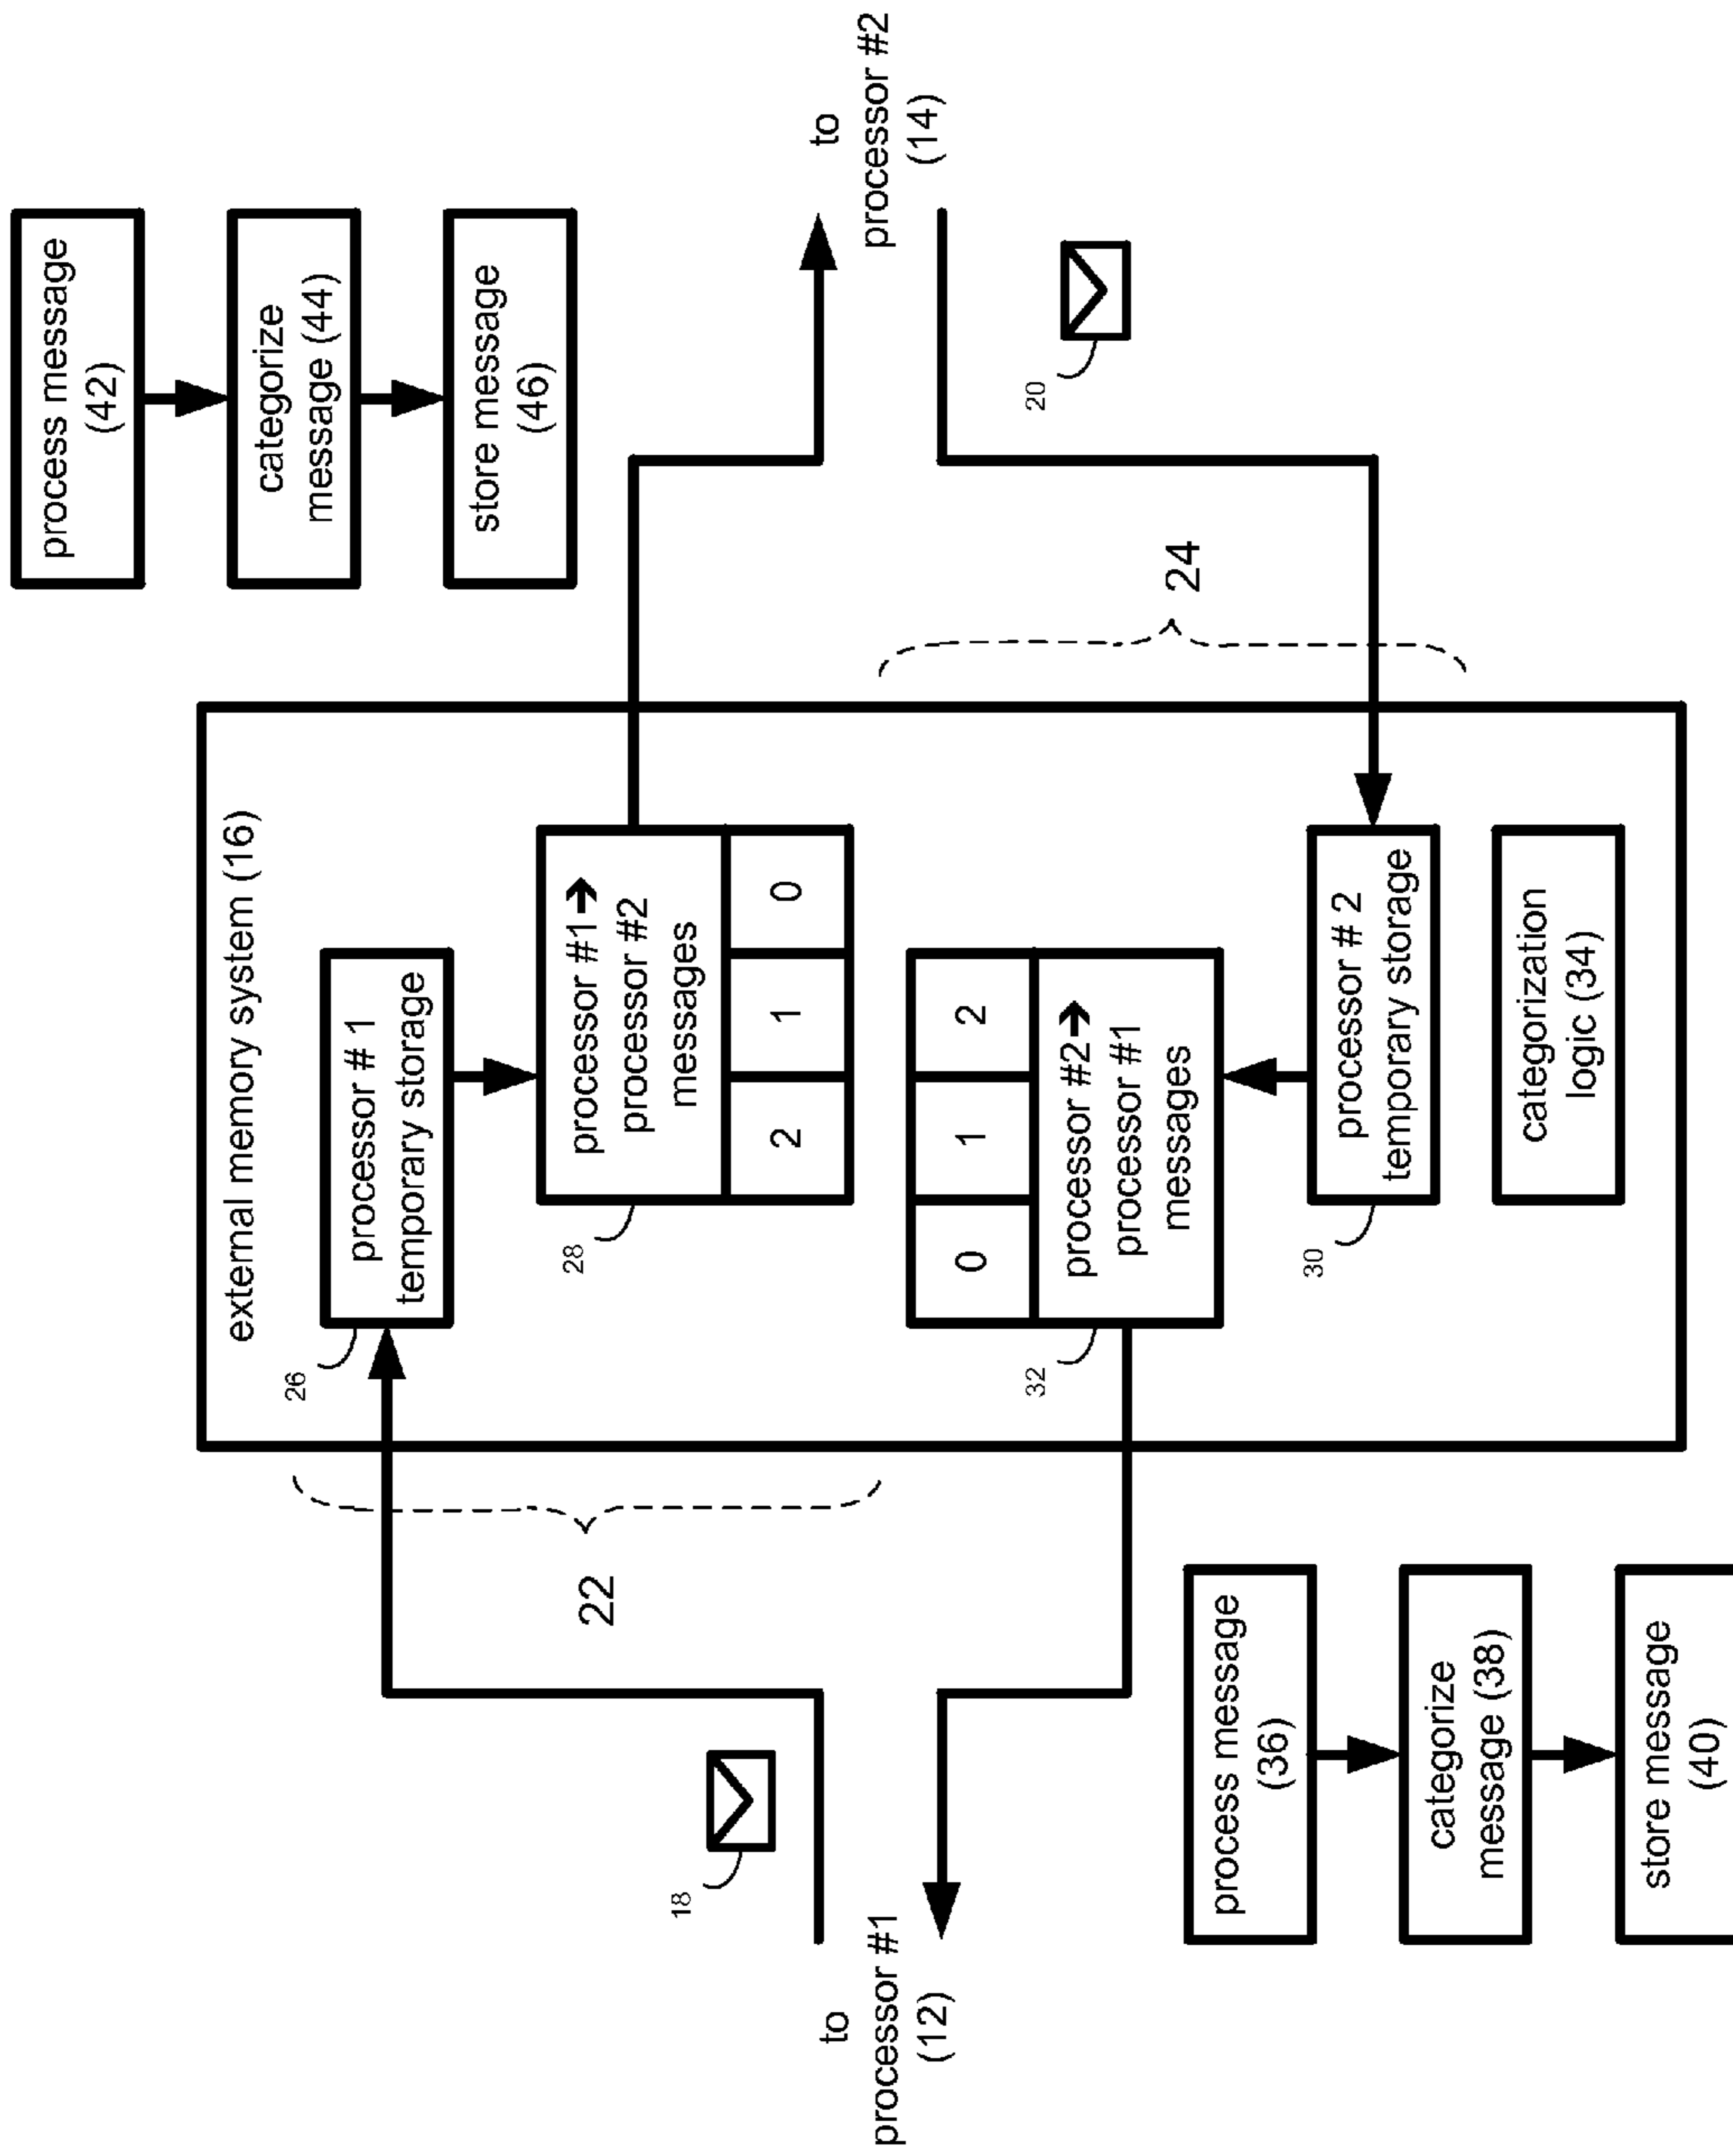 process message
(42)
categorize
message (44)
store message
(46)
external memory system (16)
26
processor # 1
temporary storage
28
processor #1➔
processor #2
messages
2
1
0
0
1
2
32
processor #2➔
processor #1
messages
30
processor # 2
temporary storage
categorization
logic (34)
22
24
18
20
to
processor #1
(12)
to
processor #2
(14)
process message
(36)
categorize
message (38)
store message
(40)